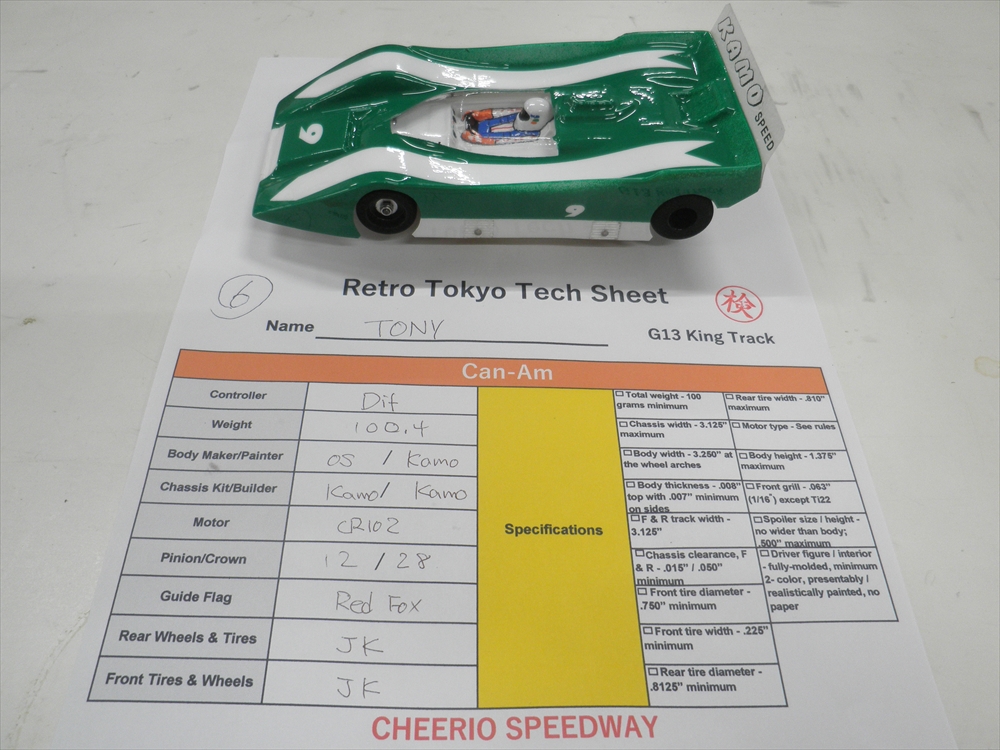 KAMO SPEED
9
9
6
Retro Tokyo Tech Sheet
検
Name TONY
G13 King Track
Can-Am
Controller Dif
Weight 100.4
Body Maker/Painter OS / Kamo
Chassis Kit/Builder Kamo/ Kamo
Motor CR102
Pinion/Crown 12 / 28
Guide Flag Red Fox
Rear Wheels & Tires JK
Front Tires & Wheels JK
Specifications
Total weight - 100
grams minimum
Rear tire width - .810"
maximum
Chassis width - 3.125"
maximum
Motor type - See rules
Body width - 3.250" at
the wheel arches
Body height - 1.375"
maximum
Body thickness - .008"
top with .007" minimum
on sides
Front grill - .063"
(1/16") except Ti22
F & R track width -
3.125"
Spoiler size / height -
no wider than body;
.500" maximum
Chassis clearance, F
& R - .015" / .050"
minimum
Driver figure / interior
- fully-molded, minimum
2- color, presentably /
realistically painted, no
paper
Front tire diameter -
.750" minimum
Front tire width - .225"
minimum
Rear tire diameter -
.8125" minimum
CHEERIO SPEEDWAY